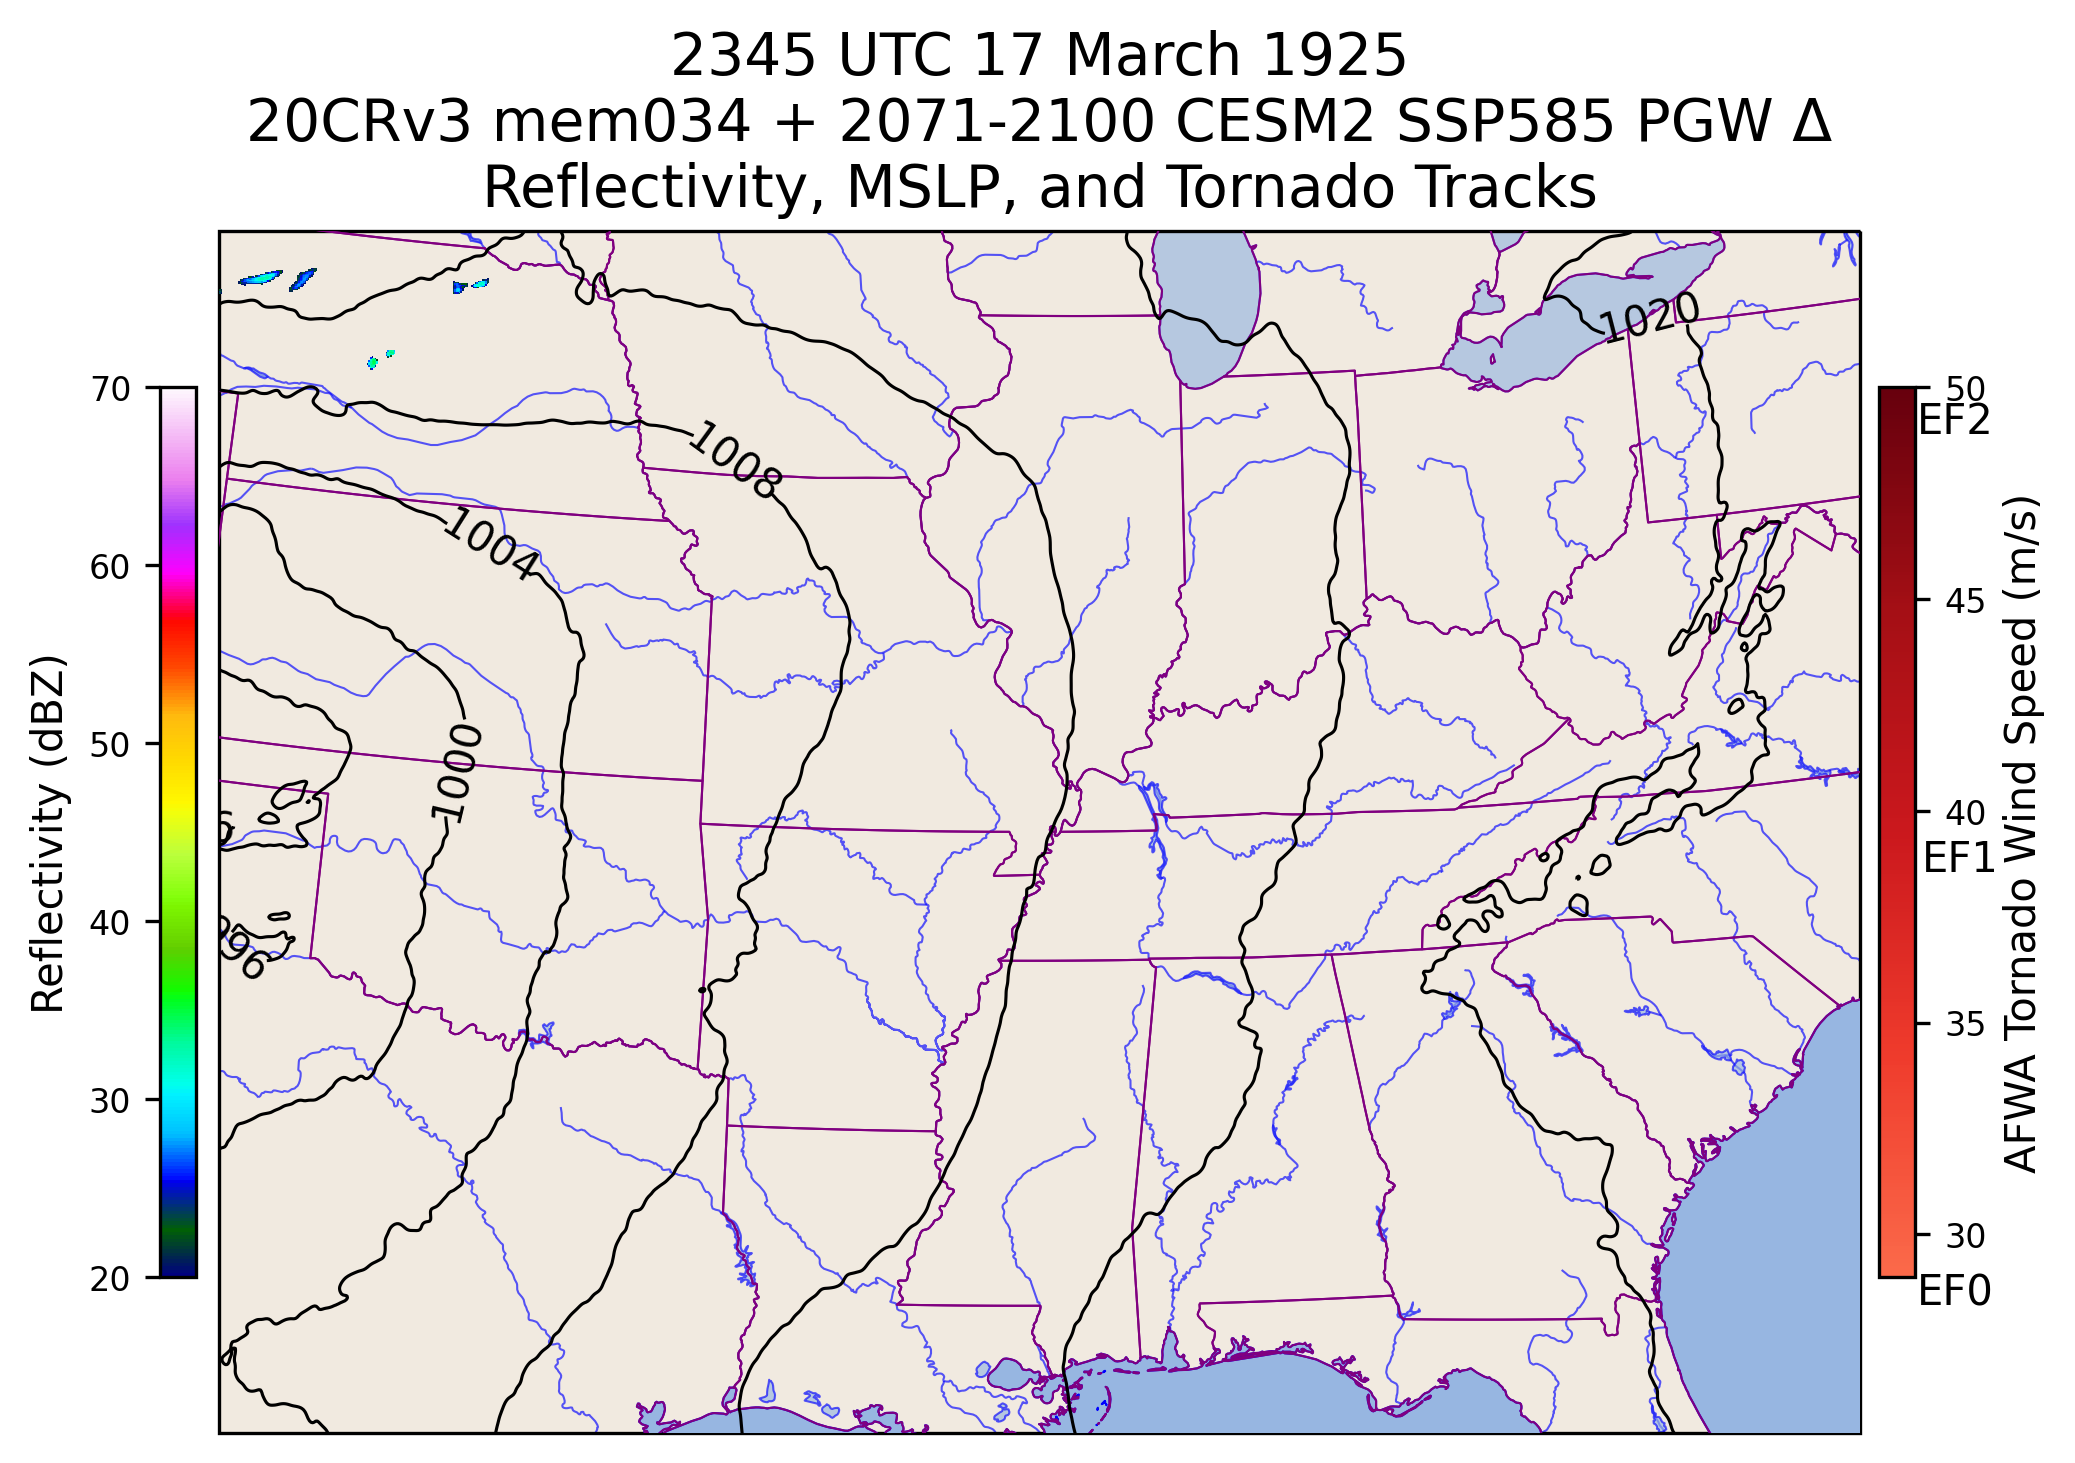 2345 UTC 17 March 1925
20CRv3 mem034 + 2071-2100 CESM2 SSP585 PGW Δ
Reflectivity, MSLP, and Tornado Tracks
1020
1008
1004
1000
6
96
70
60
50
40
30
20
Reflectivity (dBZ)
50
EF2
45
40
EF1
35
30
EF0
AFWA Tornado Wind Speed (m/s)